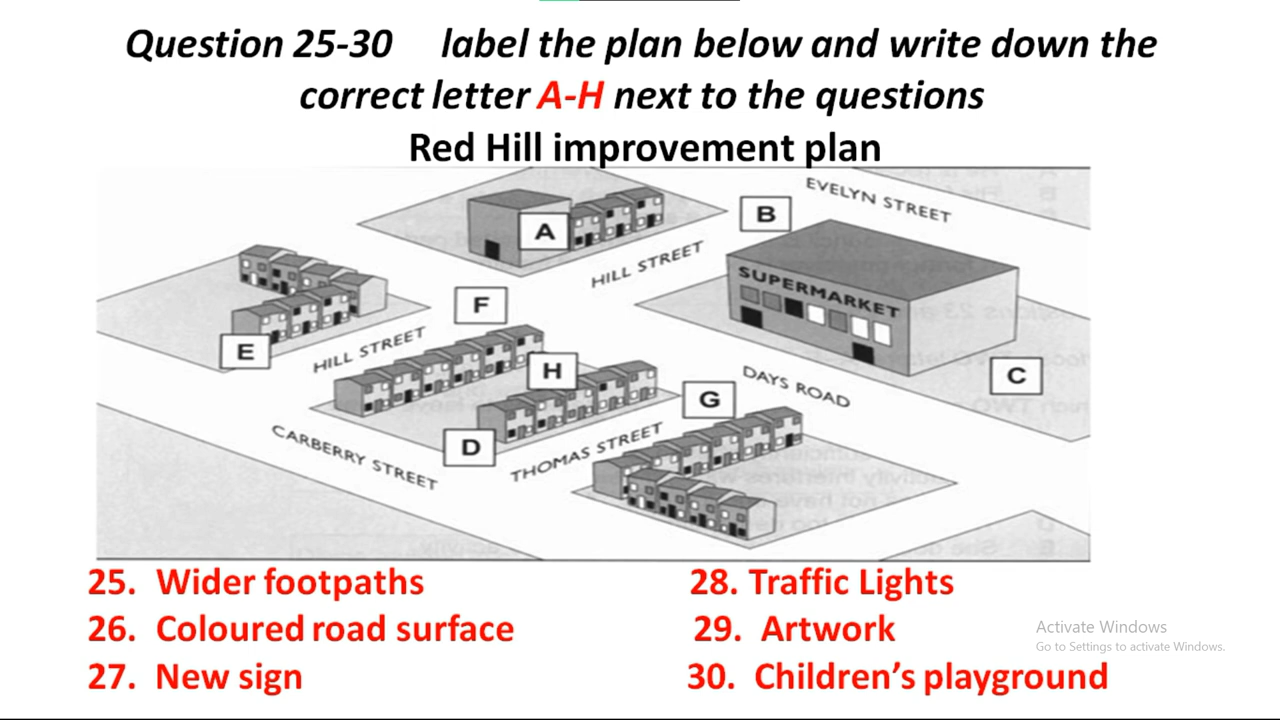 Question 25-30 label the plan below and write down the
correct letter A-H next to the questions
Red Hill improvement plan
EVELYN STREET
B
A
HILL STREET
SUPERMARKET
F
E
HILL STREET
H
C
DAYS ROAD
G
CARBERRY STREET
D
THOMAS STREET
25. Wider footpaths
28. Traffic Lights
26. Coloured road surface
29. Artwork
27. New sign
30. Children's playground
Activate Windows
Go to Settings to activate Windows.